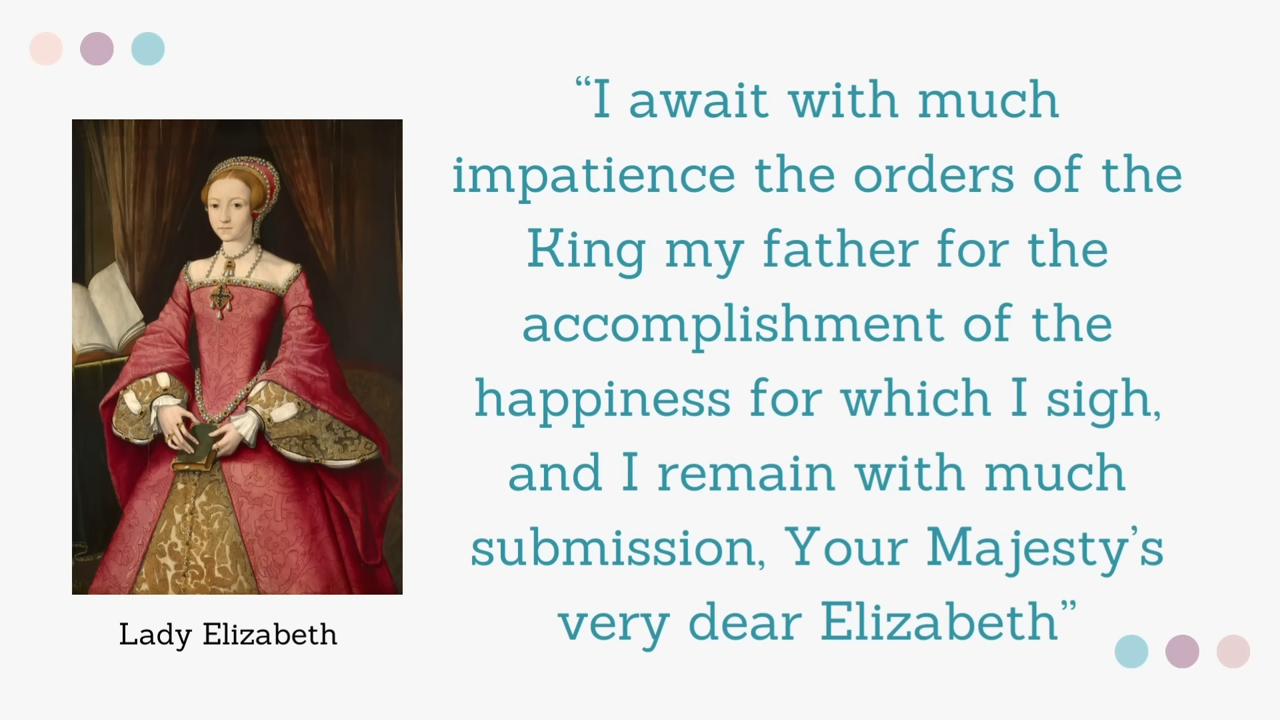 “I await with much
impatience the orders of the
King my father for the
accomplishment of the
happiness for which I sigh,
and I remain with much
submission, Your Majesty’s
very dear Elizabeth”
Lady Elizabeth